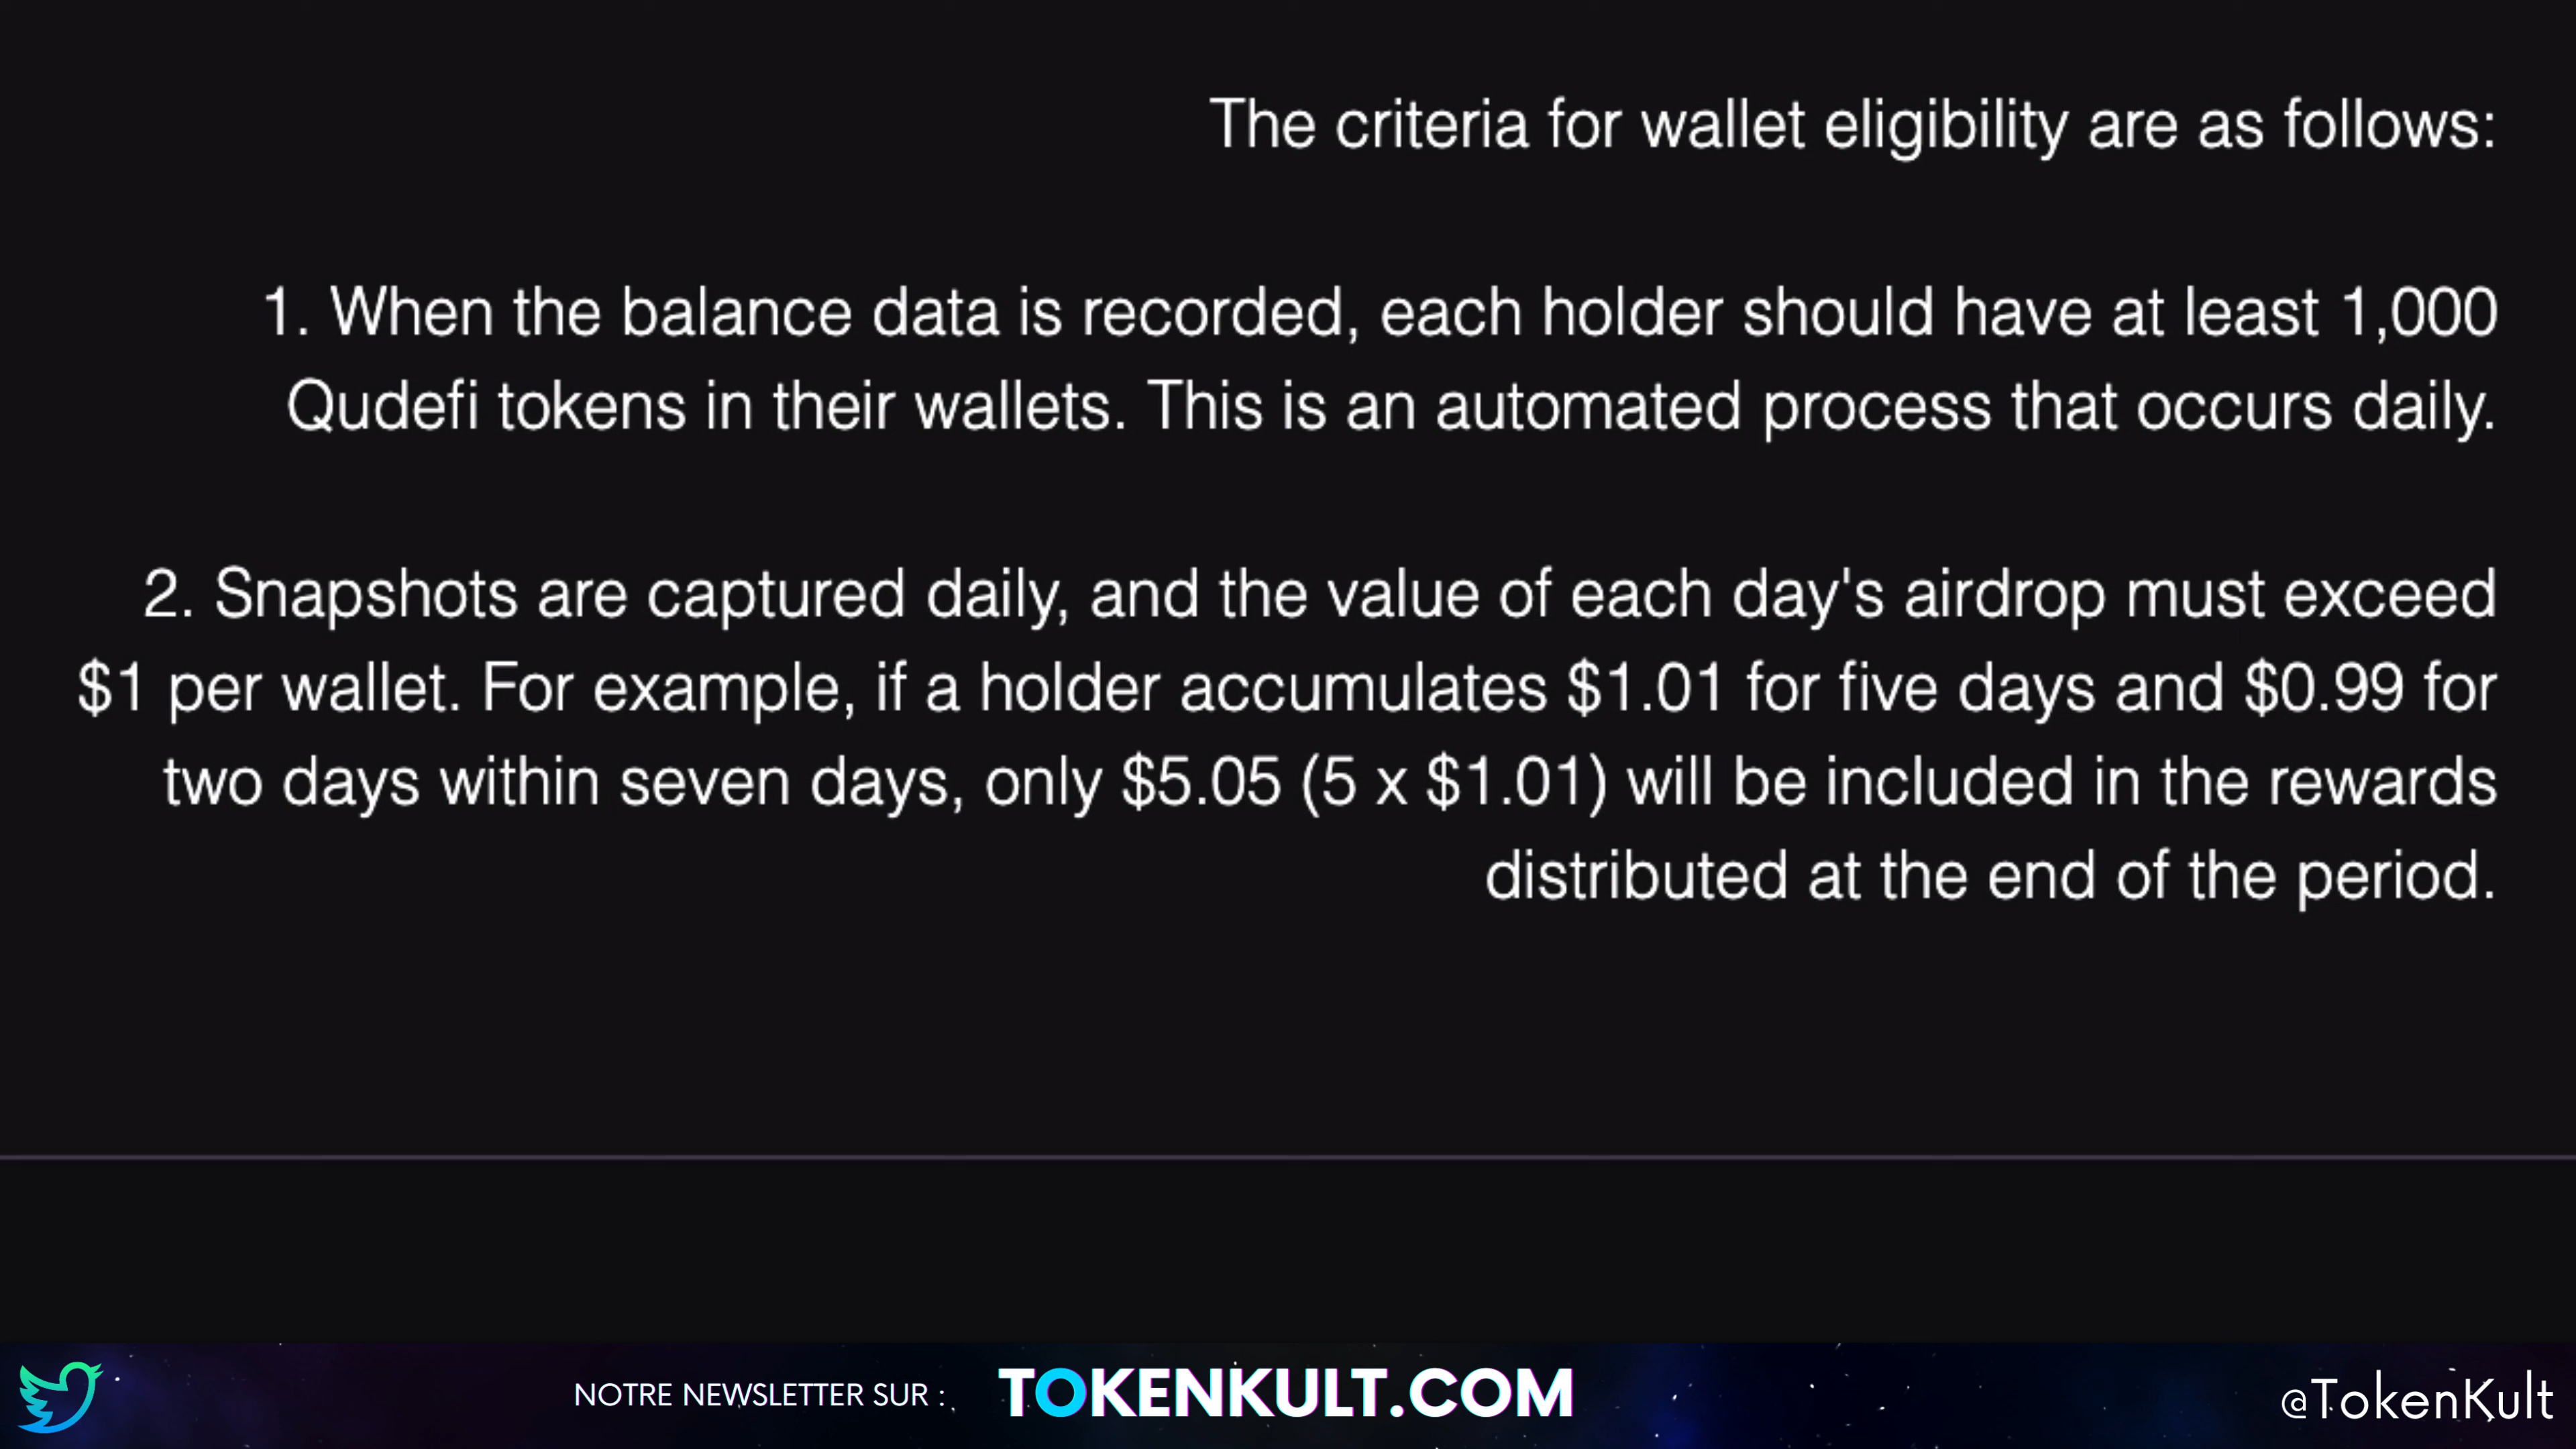 The criteria for wallet eligibility are as follows:
1. When the balance data is recorded, each holder should have at least 1,000
Qudefi tokens in their wallets. This is an automated process that occurs daily.
2. Snapshots are captured daily, and the value of each day's airdrop must exceed
$1 per wallet. For example, if a holder accumulates $1.01 for five days and $0.99 for
two days within seven days, only $5.05 (5 x $1.01) will be included in the rewards
distributed at the end of the period.
NOTRE NEWSLETTER SUR : TOKENKULT.COM
@TokenKult